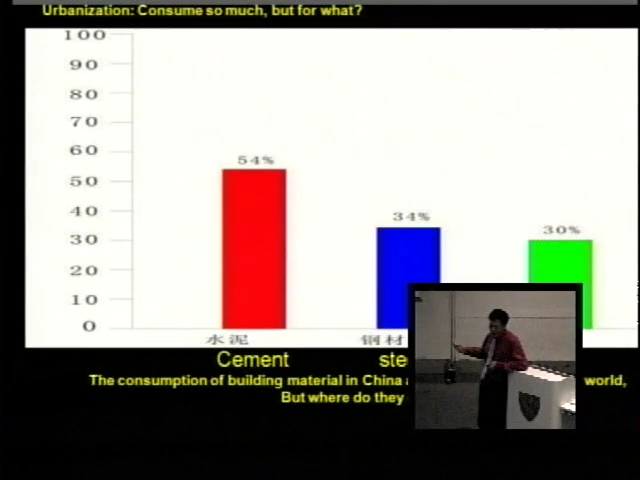 Urbanization: Consume so much, but for what?
100
90
80
70
60
50
40
30
20
10
0
54%
34%
30%
水泥
钢材
Cement
The consumption of building material in China
world,
But where do they